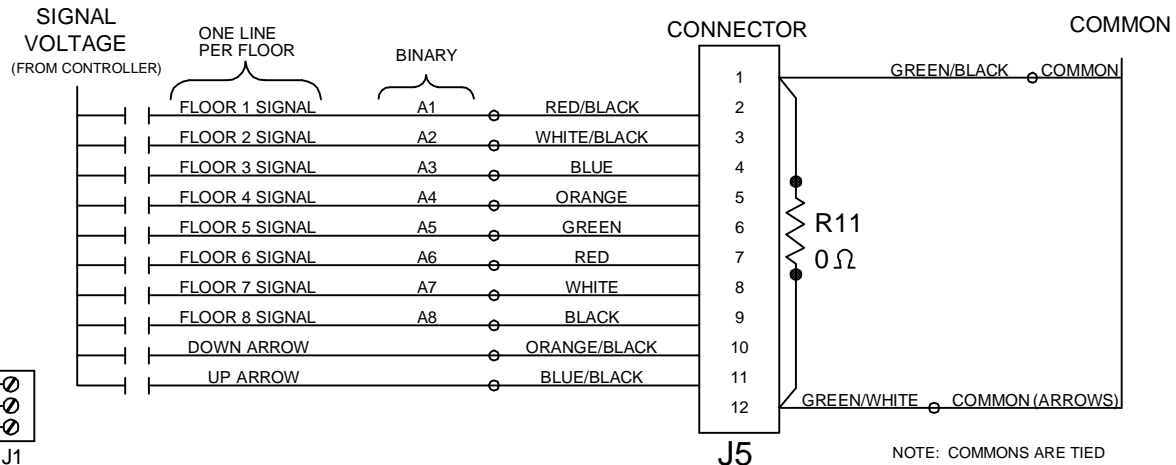 SIGNAL
VOLTAGE
(FROM CONTROLLER)
ONE LINE
PER FLOOR
BINARY
CONNECTOR
COMMON
1 GREEN/BLACK COMMON
FLOOR 1 SIGNAL A1 RED/BLACK 2
FLOOR 2 SIGNAL A2 WHITE/BLACK 3
FLOOR 3 SIGNAL A3 BLUE 4
FLOOR 4 SIGNAL A4 ORANGE 5
FLOOR 5 SIGNAL A5 GREEN 6
FLOOR 6 SIGNAL A6 RED 7
FLOOR 7 SIGNAL A7 WHITE 8
FLOOR 8 SIGNAL A8 BLACK 9
DOWN ARROW ORANGE/BLACK 10
UP ARROW BLUE/BLACK 11
12 GREEN/WHITE COMMON (ARROWS)
R11
0 Ω
J1
J5
NOTE: COMMONS ARE TIED